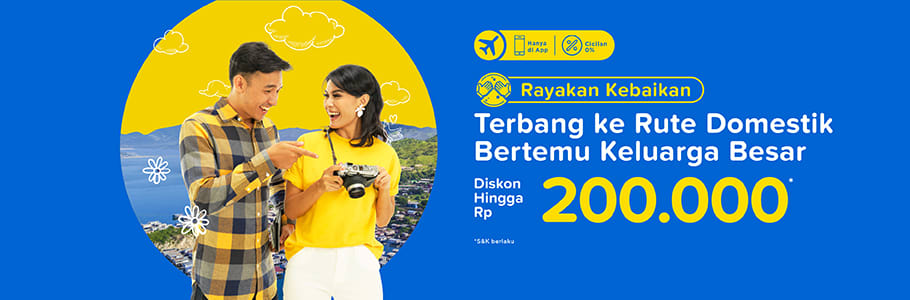 Hanya
di App
Cicilan
0%
Rayakan Kebaikan
Terbang ke Rute Domestik
Bertemu Keluarga Besar
Diskon
Hingga
Rp
200.000*
*S&K berlaku